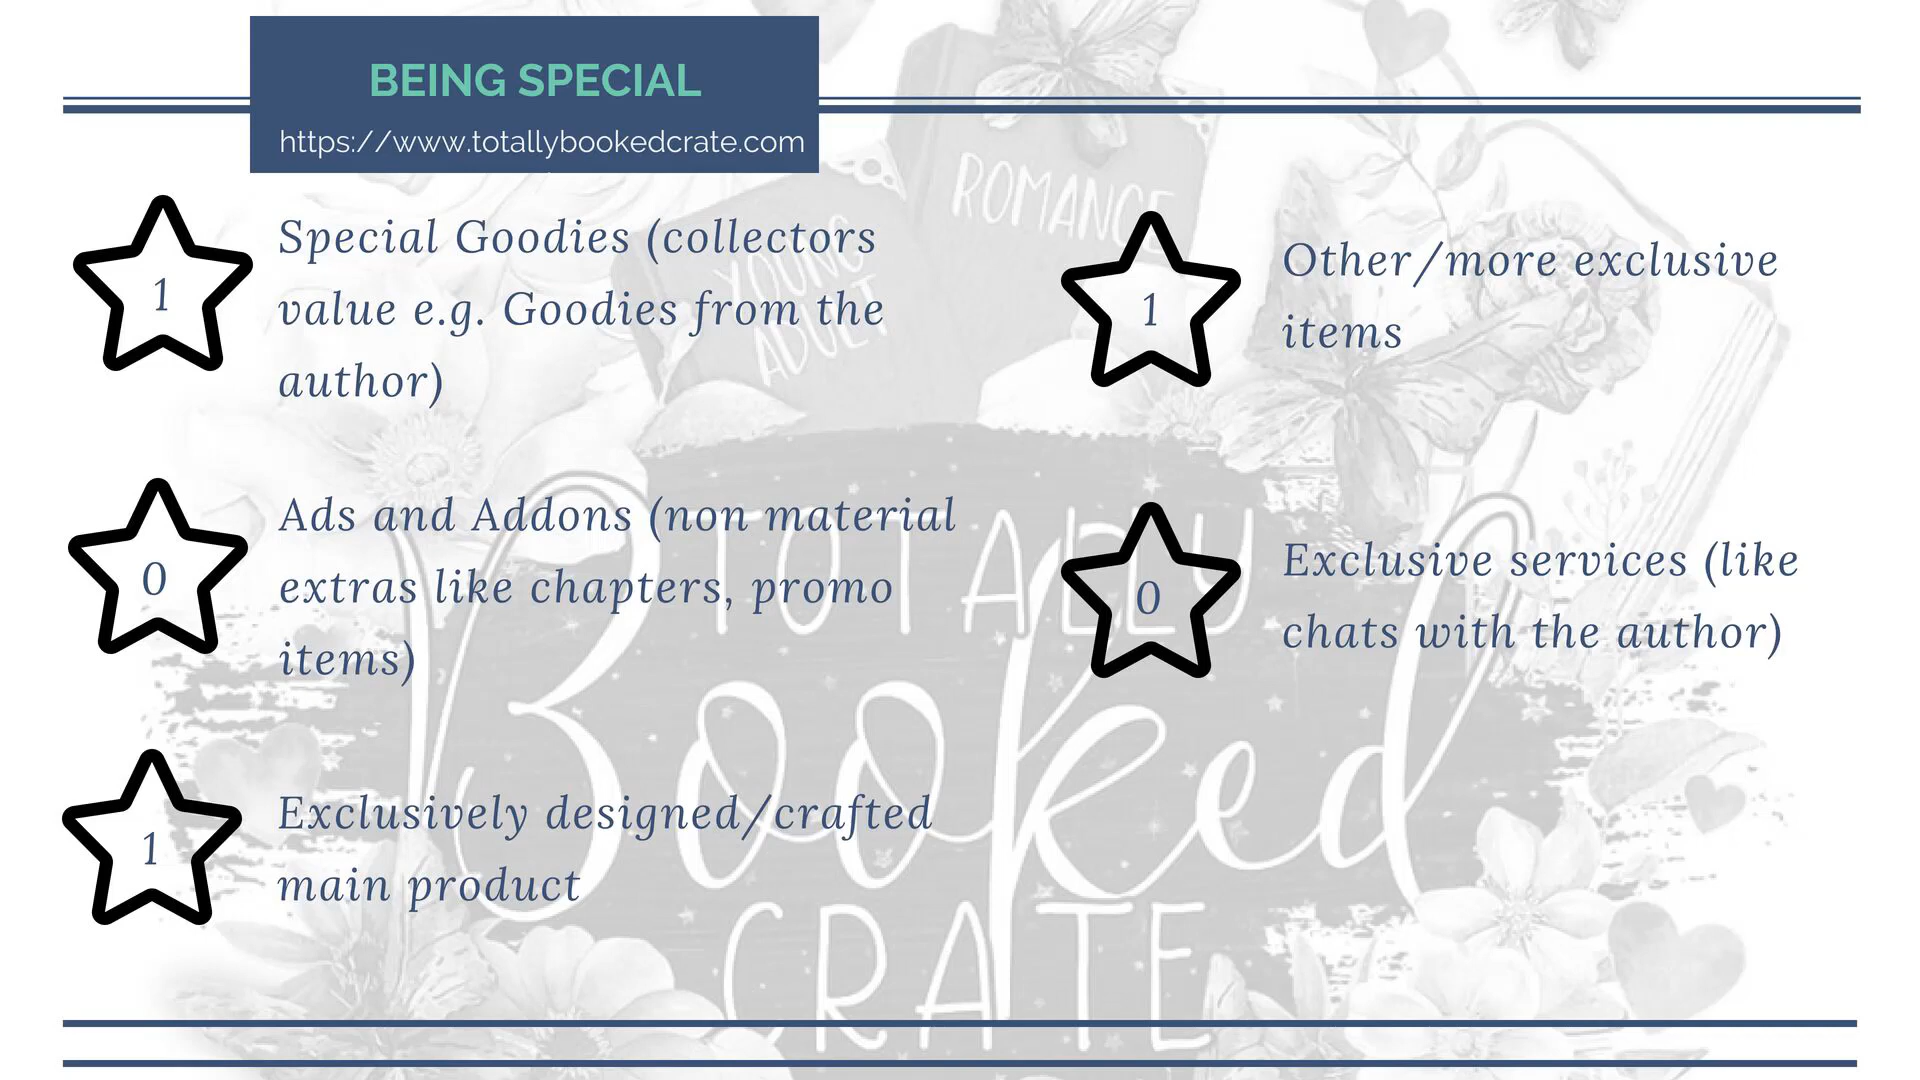 BEING SPECIAL
https://www.totallybookedcrate.com
1
Special Goodies (collectors
value e.g. Goodies from the
author)
0
Ads and Addons (non material
extras like chapters, promo
items)
1
Exclusively designed/crafted
main product
1
Other/more exclusive
items
0
Exclusive services (like
chats with the author)
ROMANCE
YOUNG
ADULT
TOTALLY
Booked
CRATE